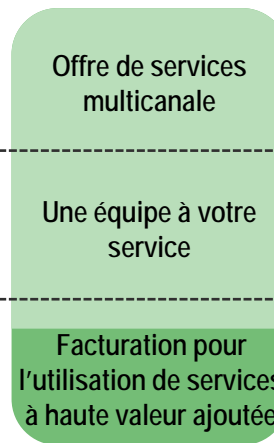 Offre de services
multicanale
Une équipe à votre
service
Facturation pour
l'utilisation de services
à haute valeur ajoutée